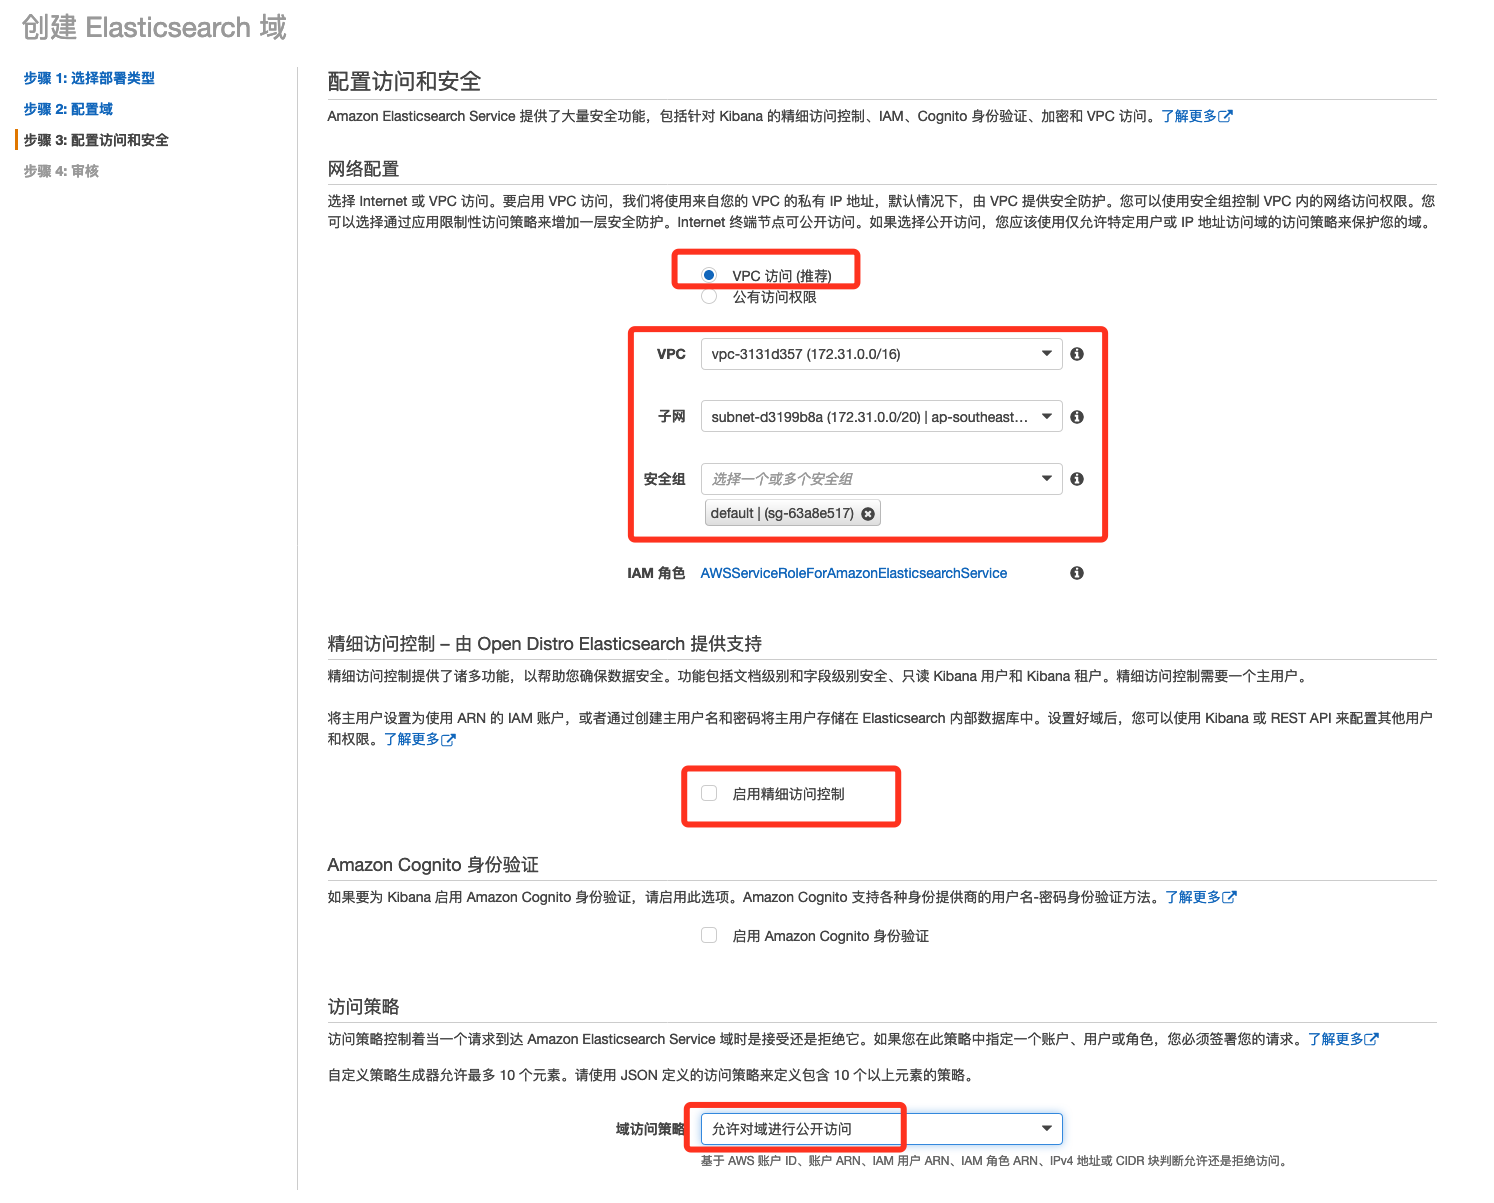 创建 Elasticsearch 域
步骤 1: 选择部署类型
步骤 2: 配置域
步骤 3: 配置访问和安全
步骤 4: 审核
配置访问和安全
Amazon Elasticsearch Service 提供了大量安全功能，包括针对 Kibana 的精细访问控制、IAM、Cognito 身份验证、加密和 VPC 访问。了解更多
网络配置
选择 Internet 或 VPC 访问。要启用 VPC 访问，我们将使用来自您的 VPC 的私有 IP 地址，默认情况下，由 VPC 提供安全防护。您可以使用安全组控制 VPC 内的网络访问权限。您
可以选择通过应用限制性访问策略来增加一层安全防护。Internet 终端节点可公开访问。如果选择公开访问，您应该使用仅允许特定用户或 IP 地址访问域的访问策略来保护您的域。
VPC 访问 (推荐)
公有访问权限
VPC vpc-3131d357 (172.31.0.0/16)
子网 subnet-d3199b8a (172.31.0.0/20) | ap-southeast...
安全组 选择一个或多个安全组
default | (sg-63a8e517)
IAM 角色 AWSServiceRoleForAmazonElasticsearchService
精细访问控制 – 由 Open Distro Elasticsearch 提供支持
精细访问控制提供了诸多功能，以帮助您确保数据安全。功能包括文档级别和字段级别安全、只读 Kibana 用户和 Kibana 租户。精细访问控制需要一个主用户。
将主用户设置为使用 ARN 的 IAM 账户，或者通过创建主用户名和密码将主用户存储在 Elasticsearch 内部数据库中。设置好域后，您可以使用 Kibana 或 REST API 来配置其他用户
和权限。了解更多
启用精细访问控制
Amazon Cognito 身份验证
如果要为 Kibana 启用 Amazon Cognito 身份验证，请启用此选项。Amazon Cognito 支持各种身份提供商的用户名-密码身份验证方法。了解更多
启用 Amazon Cognito 身份验证
访问策略
访问策略控制着当一个请求到达 Amazon Elasticsearch Service 域时是接受还是拒绝它。如果您在此策略中指定一个账户、用户或角色，您必须签署您的请求。了解更多
自定义策略生成器允许最多 10 个元素。请使用 JSON 定义的访问策略来定义包含 10 个以上元素的策略。
域访问策略 允许对域进行公开访问
基于 AWS 账户 ID、账户 ARN、IAM 用户 ARN、IAM 角色 ARN、IPv4 地址或 CIDR 块判断允许还是拒绝访问。